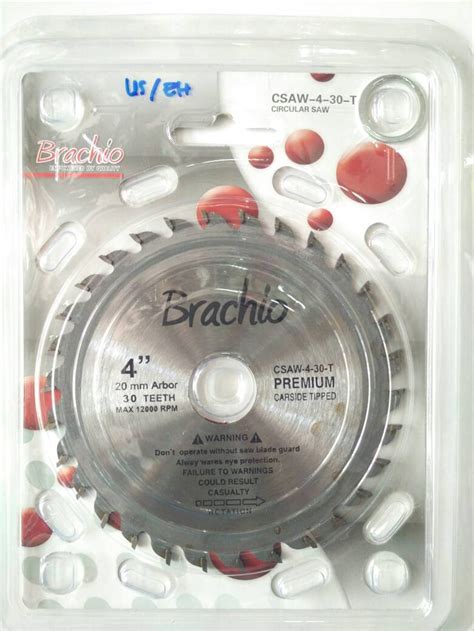 US/EH
CSAW-4-30-T
CIRCULAR SAW
Brachio
Brachio
4"
20 mm Arbor
30 TEETH
MAX 12000 RPM
CSAW-4-30-T
PREMIUM
CARSIDE TIPPED
WARNING
Don't operate without saw blade guard
Alway wares eye protection.
FAILURE TO WARNINGS
COULD RESULT
CASUALTY